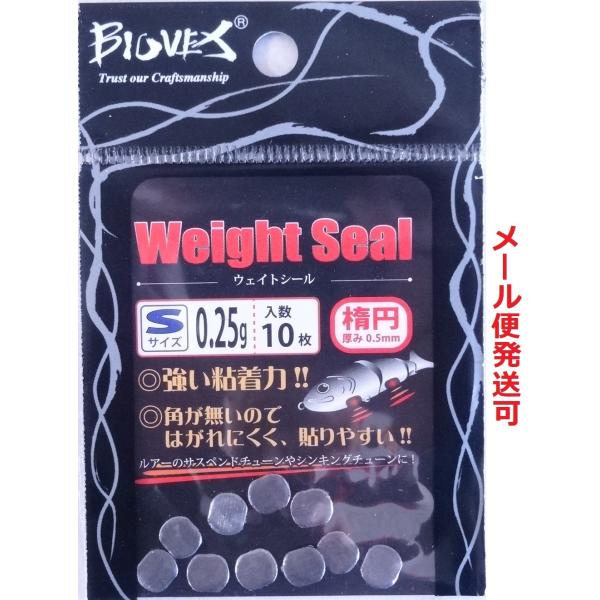 BIOVEX®
Trust our Craftsmanship
Weight Seal
ウェイトシール
Sサイズ 0.25g 入数10枚 楕円 厚み0.5mm
◎強い粘着力!!
◎角が無いので
はがれにくく、貼りやすい!!
ルアーのサスペンドチューンやシンキングチューンに!
メール便発送可